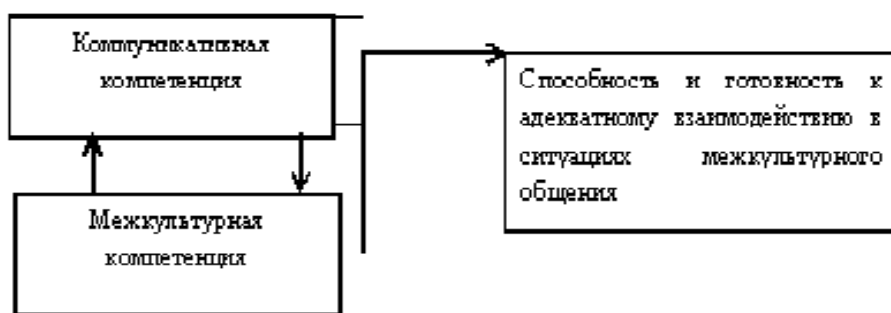 Коммуникативная
компетенция
Способность и готовность к
адекватному взаимодействию в
ситуациях межкультурного
общения
Межкультурная
компетенция